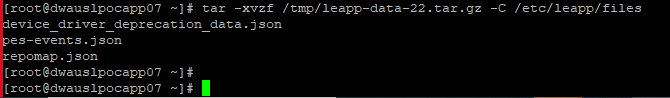 [root@dwauslpocapp07 ~]# tar -xvzf /tmp/leapp-data-22.tar.gz -C /etc/leapp/files
device_driver_deprecation_data.json
pes-events.json
repomap.json
[root@dwauslpocapp07 ~]#
[root@dwauslpocapp07 ~]#